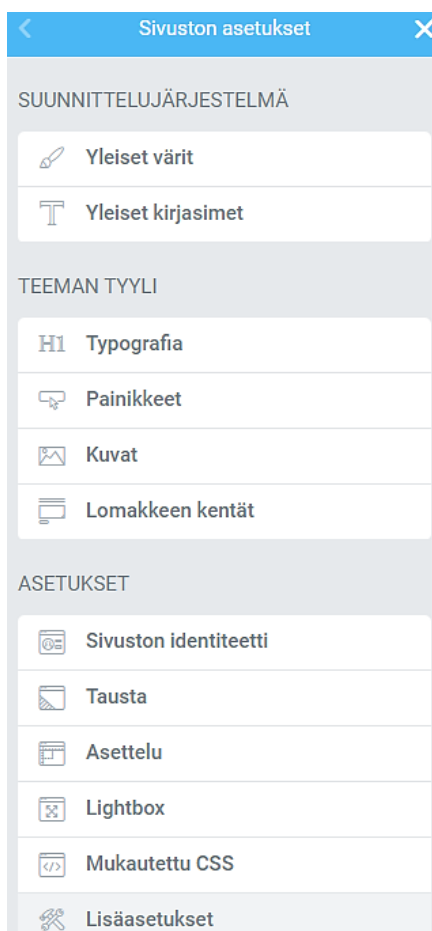 Sivuston asetukset
SUUNNITTELUJÄRJESTELMÄ
Yleiset värit
Yleiset kirjasimet
TEEMAN TYYLI
H1 Typografia
Painikkeet
Kuvat
Lomakkeen kentät
ASETUKSET
Sivuston identiteetti
Tausta
Asettelu
Lightbox
Mukautettu CSS
Lisäasetukset